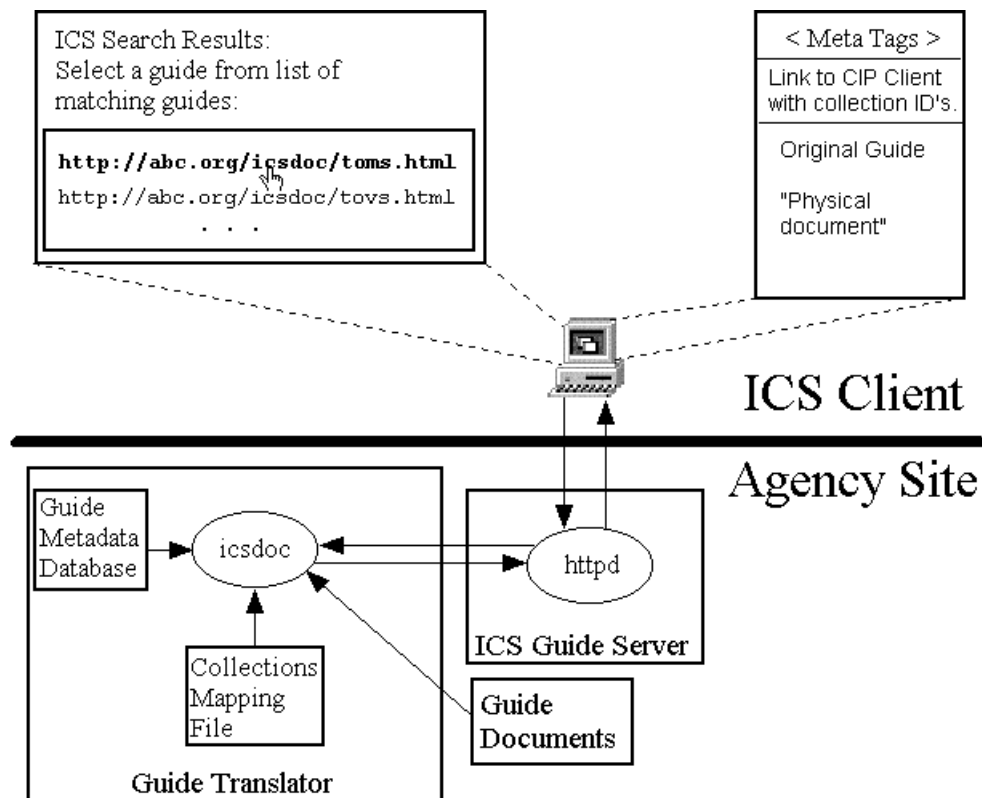 ICS Search Results:
Select a guide from list of
matching guides:
http://abc.org/icsdoc/toms.html
http://abc.org/icsdoc/tovs.html
. . .
< Meta Tags >
Link to CIP Client
with collection ID's.
Original Guide
"Physical
document"
ICS Client
Agency Site
Guide
Metadata
Database
icsdoc
httpd
ICS Guide Server
Collections
Mapping
File
Guide
Documents
Guide Translator